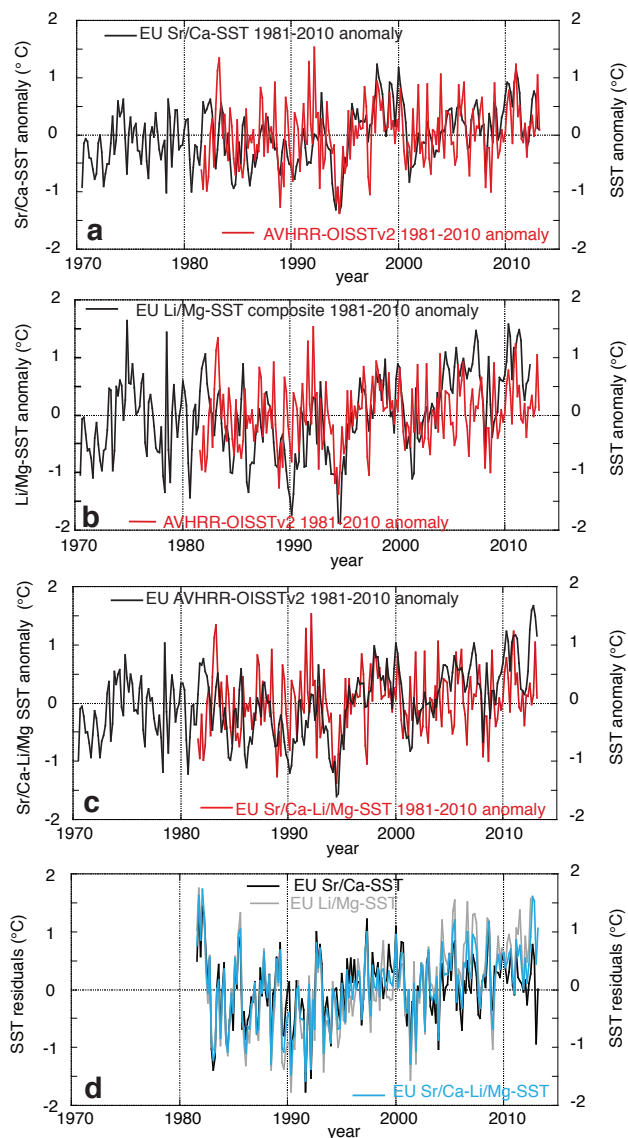 EU Sr/Ca-SST 1981-2010 anomaly
2
1
0
-1
-2
Sr/Ca-SST anomaly (° C)
2
1
0
-1
-2
SST anomaly (°C)
a
AVHRR-OISSTv2 1981-2010 anomaly
1970 1980 1990 2000 2010
year
EU Li/Mg-SST composite 1981-2010 anomaly
2
1
0
-1
-2
Li/Mg-SST anomaly (°C)
2
1
0
-1
-2
SST anomaly (°C)
b
AVHRR-OISSTv2 1981-2010 anomaly
1970 1980 1990 2000 2010
year
EU AVHRR-OISSTv2 1981-2010 anomaly
2
1
0
-1
-2
Sr/Ca-Li/Mg SST anomaly (°C)
2
1
0
-1
-2
SST anomaly (°C)
c
EU Sr/Ca-Li/Mg-SST 1981-2010 anomaly
1970 1980 1990 2000 2010
year
EU Sr/Ca-SST
EU Li/Mg-SST
2
1
0
-1
-2
SST residuals (°C)
2
1
0
-1
-2
SST residuals (°C)
d
EU Sr/Ca-Li/Mg-SST
1970 1980 1990 2000 2010
year